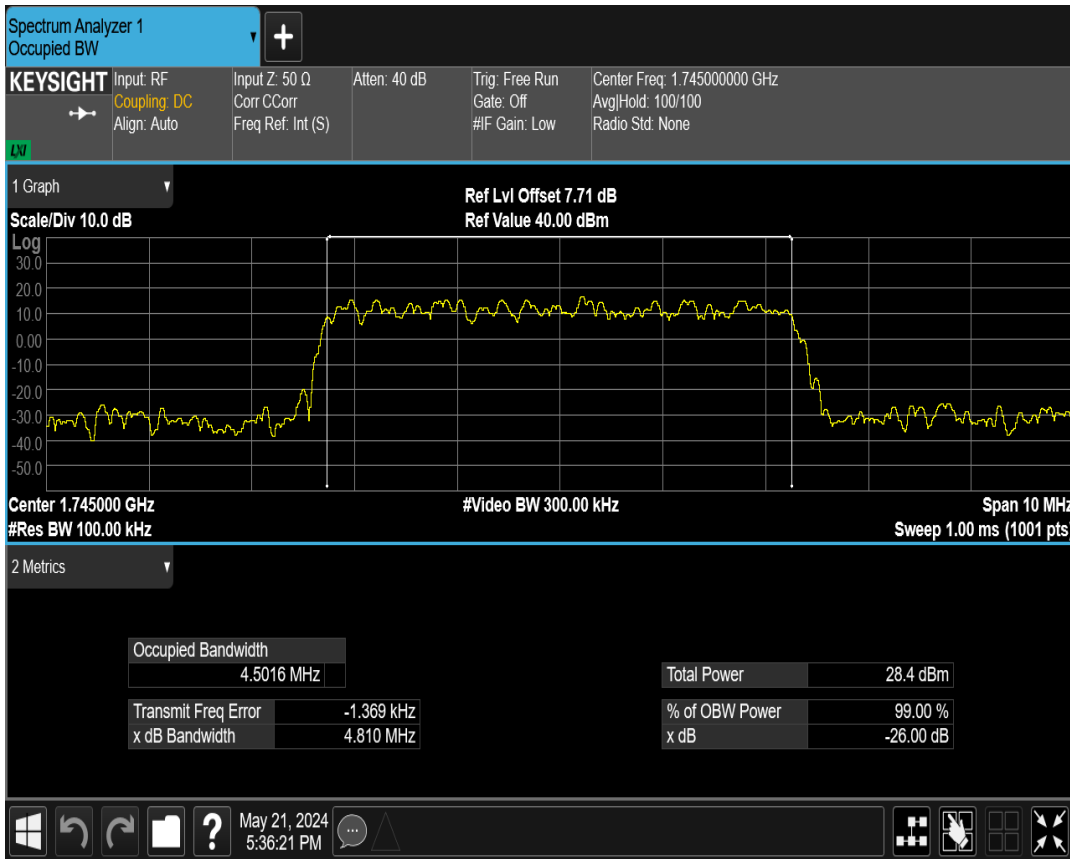 Spectrum Analyzer 1
Occupied BW
+
KEYSIGHT
LXI
Input: RF
Coupling: DC
Align: Auto
Input Z: 50 Ω
Corr CCorr
Freq Ref: Int (S)
Atten: 40 dB
Trig: Free Run
Gate: Off
#IF Gain: Low
Center Freq: 1.745000000 GHz
Avg|Hold: 100/100
Radio Std: None
1 Graph
Scale/Div 10.0 dB
Ref Lvl Offset 7.71 dB
Ref Value 40.00 dBm
Log
30.0
20.0
10.0
0.00
-10.0
-20.0
-30.0
-40.0
-50.0
Center 1.745000 GHz
#Video BW 300.00 kHz
Span 10 MHz
#Res BW 100.00 kHz
Sweep 1.00 ms (1001 pts)
2 Metrics
Occupied Bandwidth
4.5016 MHz
Total Power 28.4 dBm
Transmit Freq Error -1.369 kHz
% of OBW Power 99.00 %
x dB Bandwidth 4.810 MHz
x dB -26.00 dB
?
May 21, 2024
5:36:21 PM